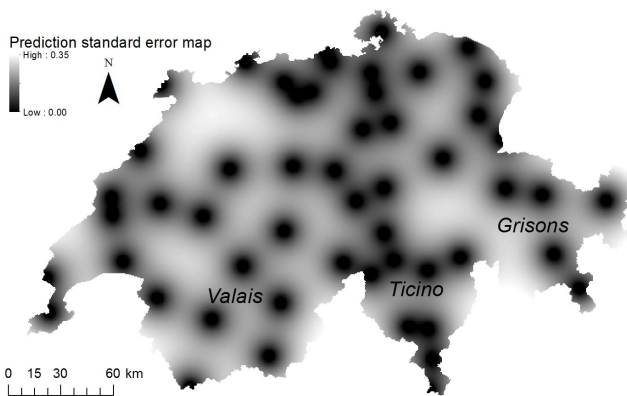 Prediction standard error map
High : 0.35
N
Low : 0.00
Grisons
Valais
Ticino
0 15 30 60 km